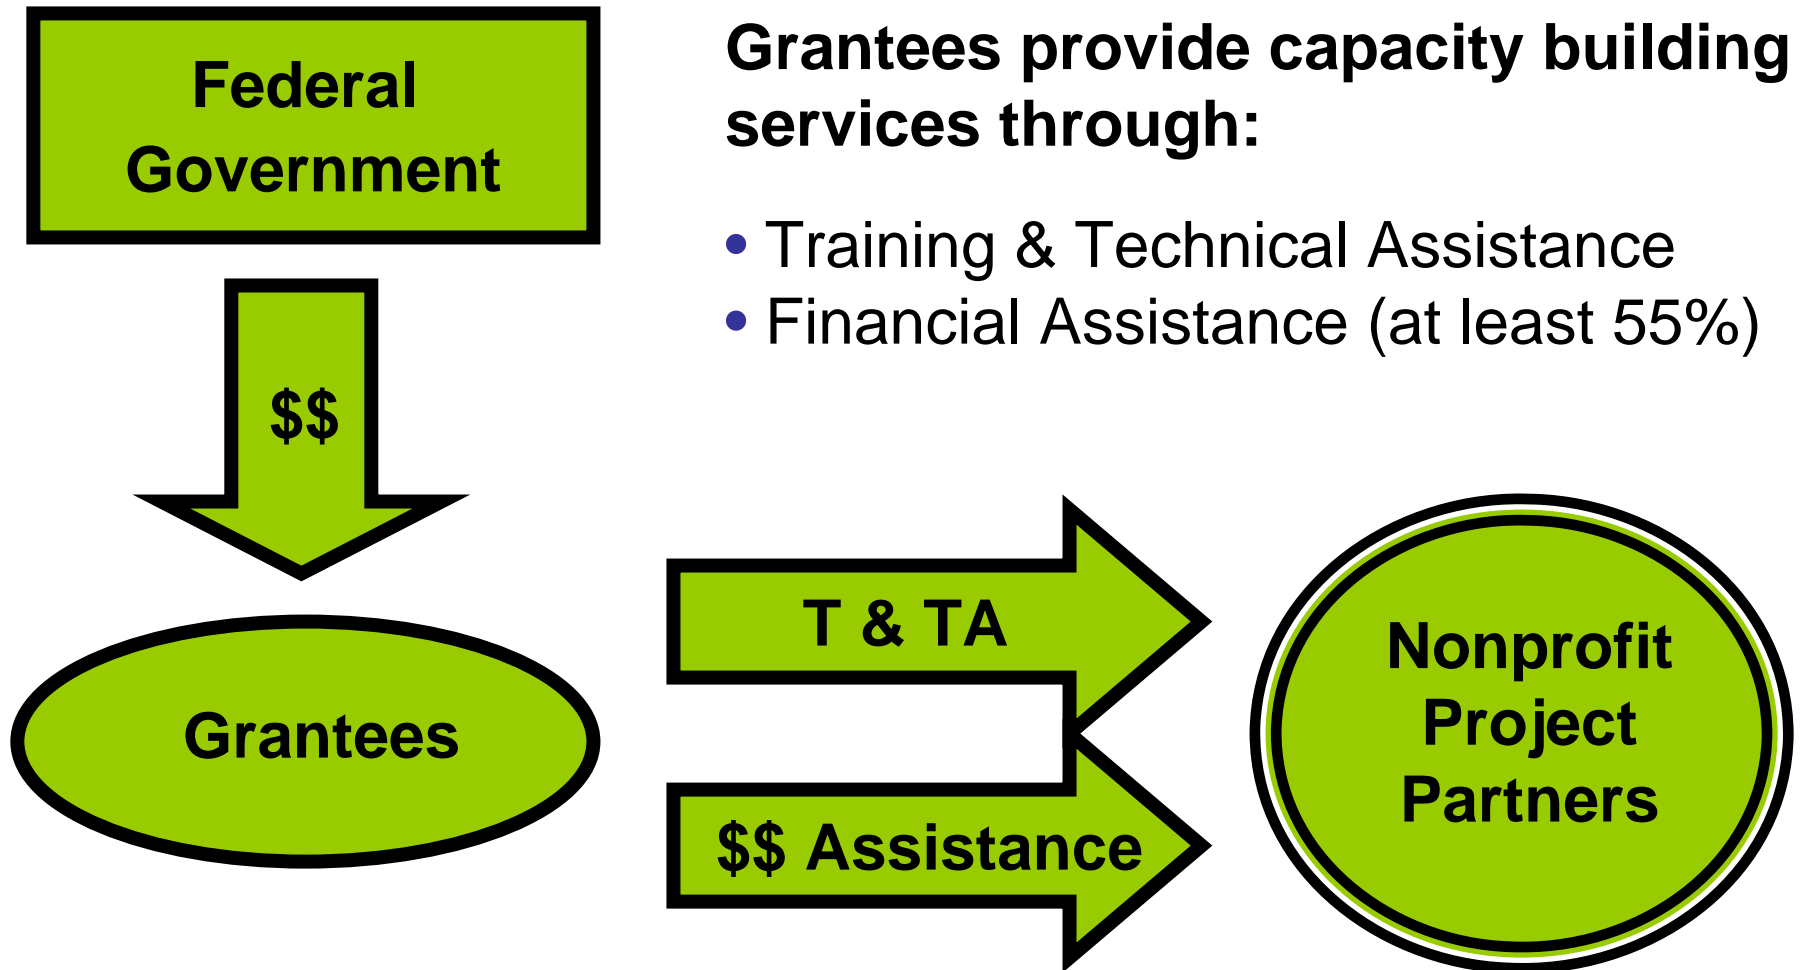 Federal
Government
Grantees provide capacity building
services through:
• Training & Technical Assistance
• Financial Assistance (at least 55%)
$$
Grantees
T & TA
$$ Assistance
Nonprofit
Project
Partners